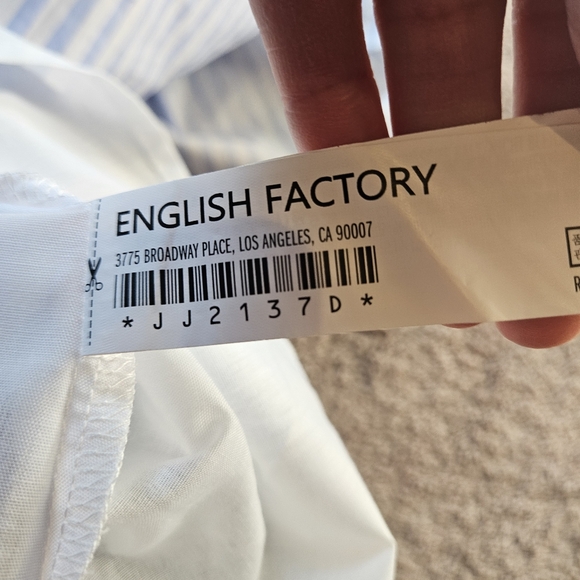 ENGLISH FACTORY
3775 BROADWAY PLACE, LOS ANGELES, CA 90007
* J J 2 1 3 7 D *